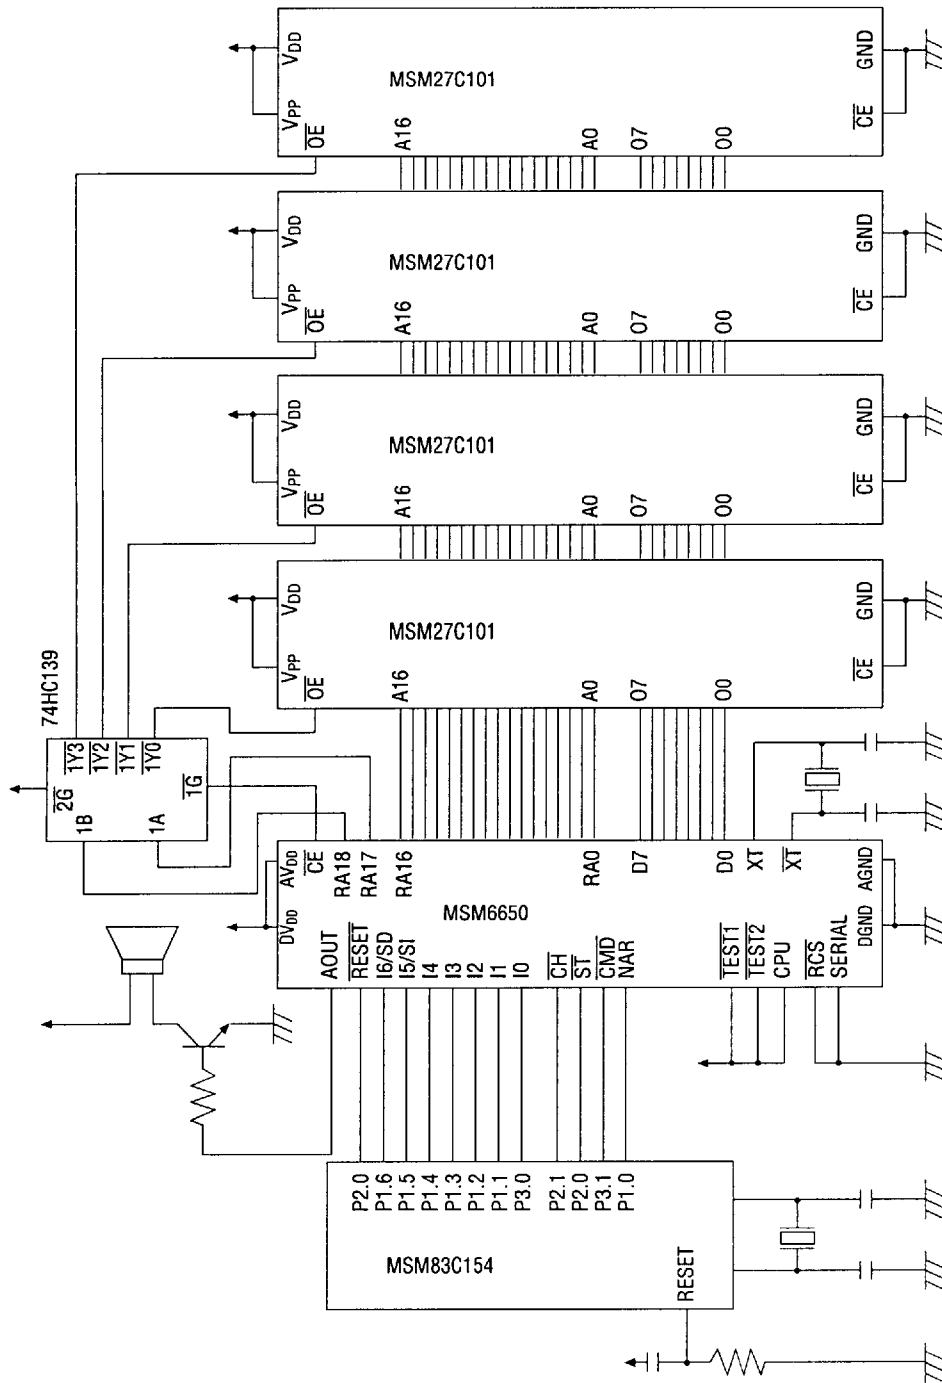 VDD
VPP
OE
MSM27C101
A16
A0
O7
O0
GND
CE
VDD
VPP
OE
MSM27C101
A16
A0
O7
O0
GND
CE
VDD
VPP
OE
MSM27C101
A16
A0
O7
O0
GND
CE
VDD
VPP
OE
MSM27C101
A16
A0
O7
O0
GND
CE
74HC139
1Y3
1Y2
1Y1
1Y0
2G
1G
1B
1A
DVDD
AVDD
CE
RA18
RA17
RA16
RA0
D7
D0
XT
XT
MSM6650
AOUT
RESET
I6/SD
I5/SI
I4
I3
I2
I1
I0
CH
ST
CMD
NAR
TEST1
TEST2
CPU
RCS
SERIAL
DGND
AGND
P2.0
P1.6
P1.5
P1.4
P1.3
P1.2
P1.1
P3.0
P2.1
P2.0
P3.1
P1.0
MSM83C154
RESET